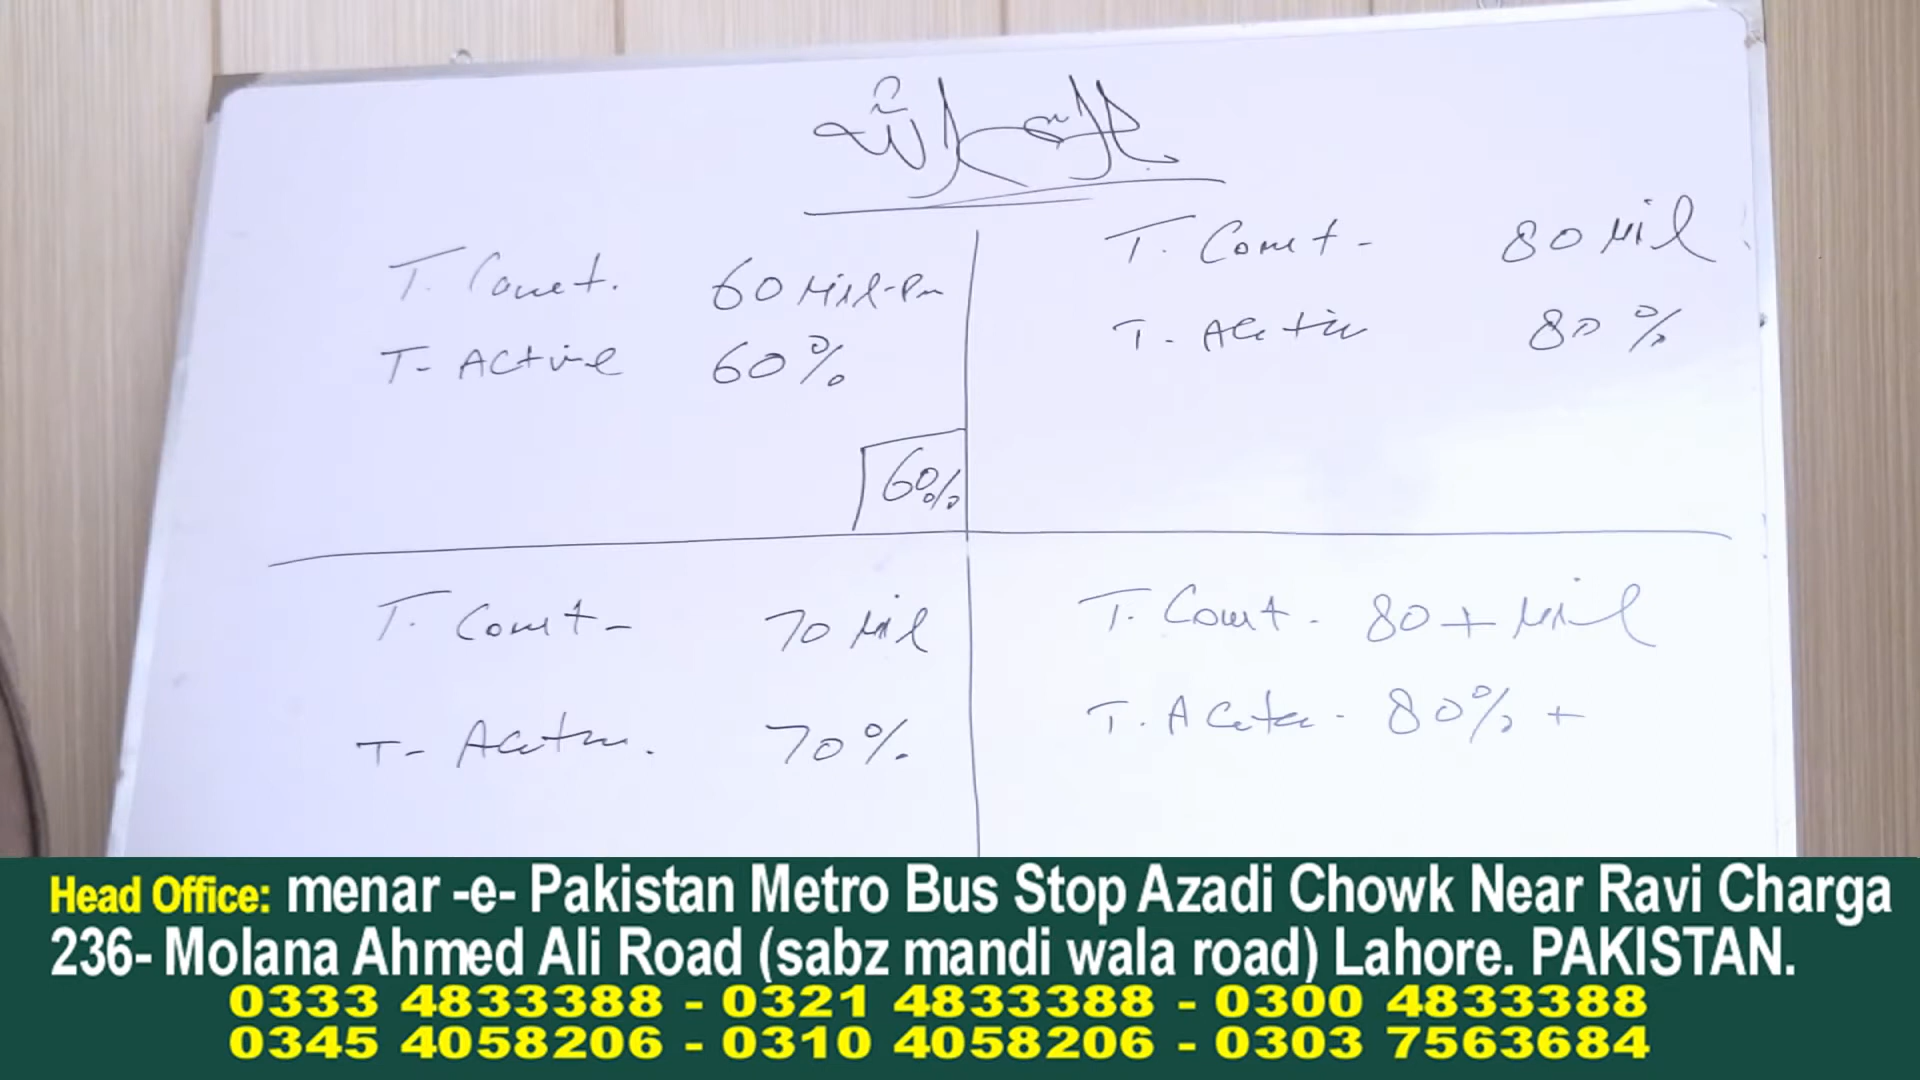 T. Count. 60 Mil-Pm
T- Active 60%
60%
T. Count - 80 Mil
T. Active 80%
T. Count - 70 Mil
T- Active. 70%
T. Count - 80 + Mil
T. Active - 80% +
Head Office: menar -e- Pakistan Metro Bus Stop Azadi Chowk Near Ravi Charga
236- Molana Ahmed Ali Road (sabz mandi wala road) Lahore. PAKISTAN.
0333 4833388 - 0321 4833388 - 0300 4833388
0345 4058206 - 0310 4058206 - 0303 7563684